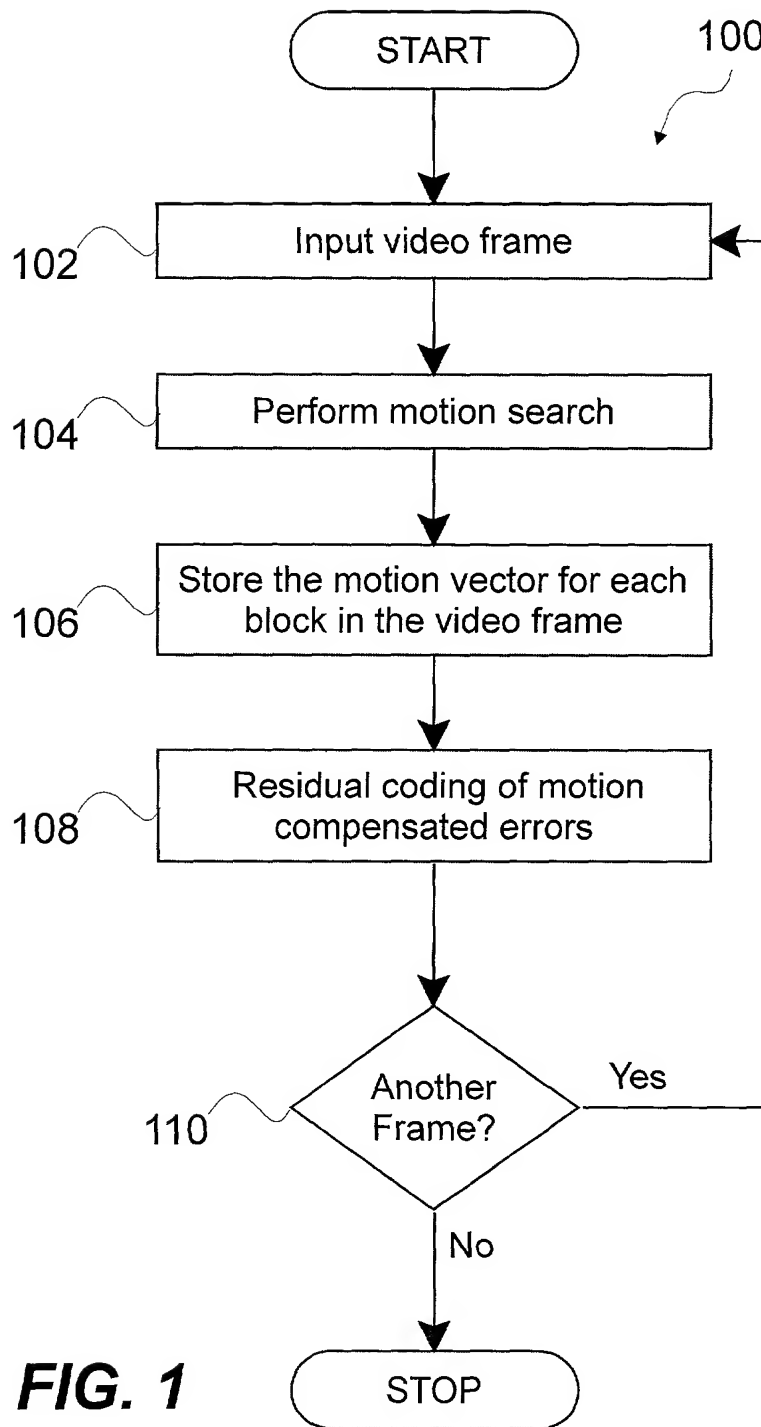 START
100
102
Input video frame
104
Perform motion search
106
Store the motion vector for each
block in the video frame
108
Residual coding of motion
compensated errors
110
Another
Frame?
Yes
No
FIG. 1
STOP